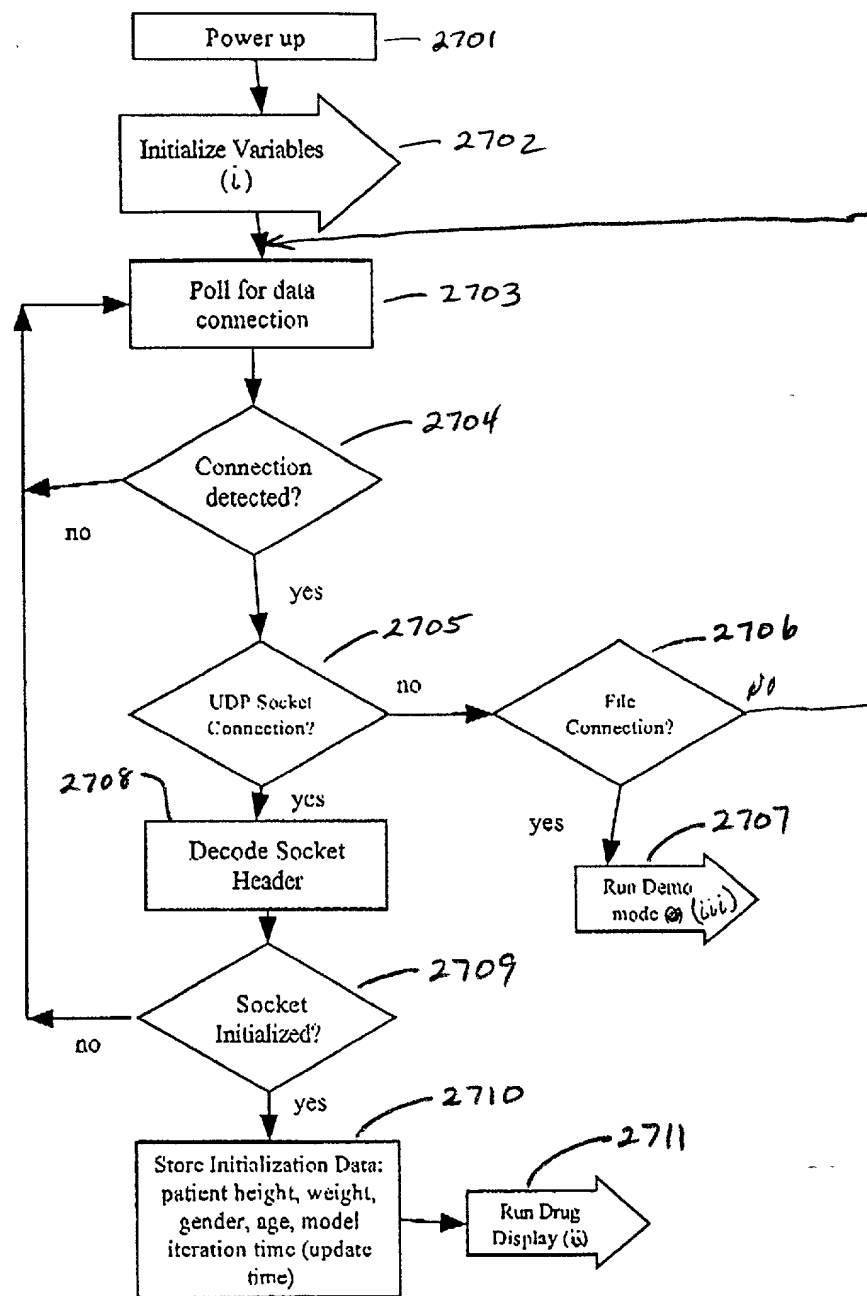 Power up
2701
Initialize Variables
(i)
2702
Poll for data
connection
2703
Connection
detected?
2704
no
yes
UDP Socket
Connection?
2705
no
File
Connection?
2706
NO
yes
yes
Run Demo
mode (iii)
2707
Decode Socket
Header
2708
Socket
Initialized?
2709
no
yes
Store Initialization Data:
patient height, weight,
gender, age, model
iteration time (update
time)
2710
Run Drug
Display (ii)
2711